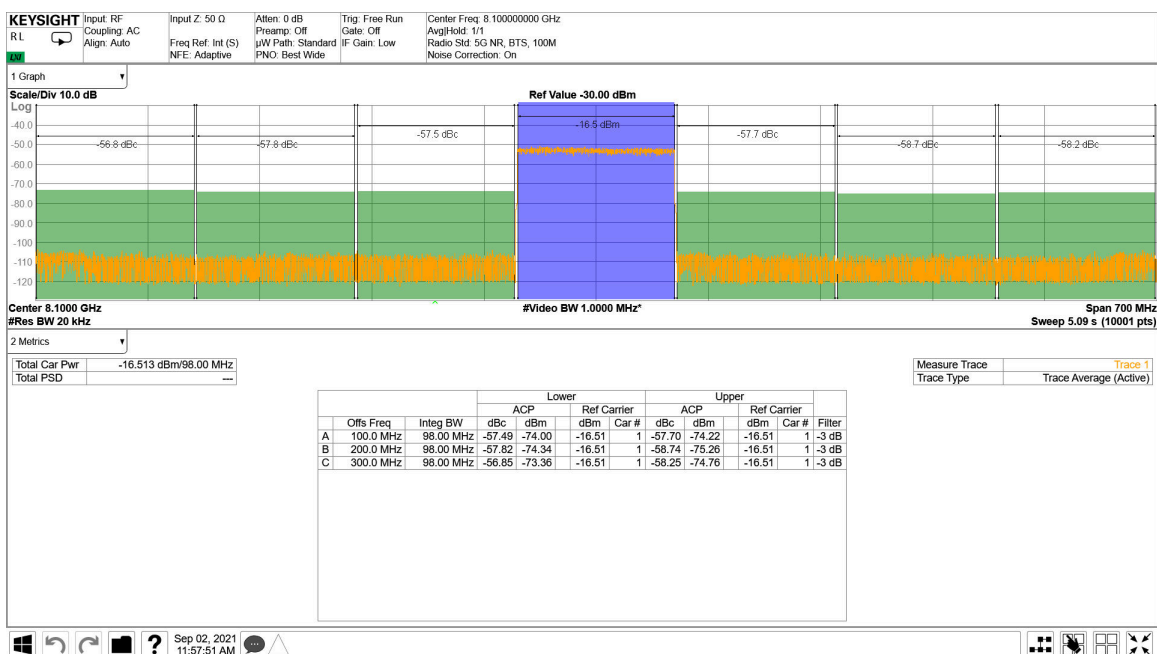 KEYSIGHT Input: RF Input Z: 50 Ω Atten: 0 dB Trig: Free Run Center Freq: 8.100000000 GHz
R L Coupling: AC Preamp: Off Gate: Off Avg|Hold: 1/1
Align: Auto Freq Ref: Int (S) µW Path: Standard IF Gain: Low Radio Std: 5G NR, BTS, 100M
LXI NFE: Adaptive PNO: Best Wide Noise Correction: On
1 Graph
Scale/Div 10.0 dB Ref Value -30.00 dBm
Log
-40.0 -16.5 dBm
-57.5 dBc -57.7 dBc
-50.0 -56.8 dBc -57.8 dBc -58.7 dBc -58.2 dBc
-60.0
-70.0
-80.0
-90.0
-100
-110
-120
Center 8.1000 GHz #Video BW 1.0000 MHz* Span 700 MHz
#Res BW 20 kHz Sweep 5.09 s (10001 pts)
2 Metrics
Total Car Pwr -16.513 dBm/98.00 MHz Measure Trace Trace 1
Total PSD --- Trace Type Trace Average (Active)
Lower Upper
ACP Ref Carrier ACP Ref Carrier
Offs Freq Integ BW dBc dBm dBm Car # dBc dBm dBm Car # Filter
A 100.0 MHz 98.00 MHz -57.49 -74.00 -16.51 1 -57.70 -74.22 -16.51 1 -3 dB
B 200.0 MHz 98.00 MHz -57.82 -74.34 -16.51 1 -58.74 -75.26 -16.51 1 -3 dB
C 300.0 MHz 98.00 MHz -56.85 -73.36 -16.51 1 -58.25 -74.76 -16.51 1 -3 dB
? Sep 02, 2021
11:57:51 AM